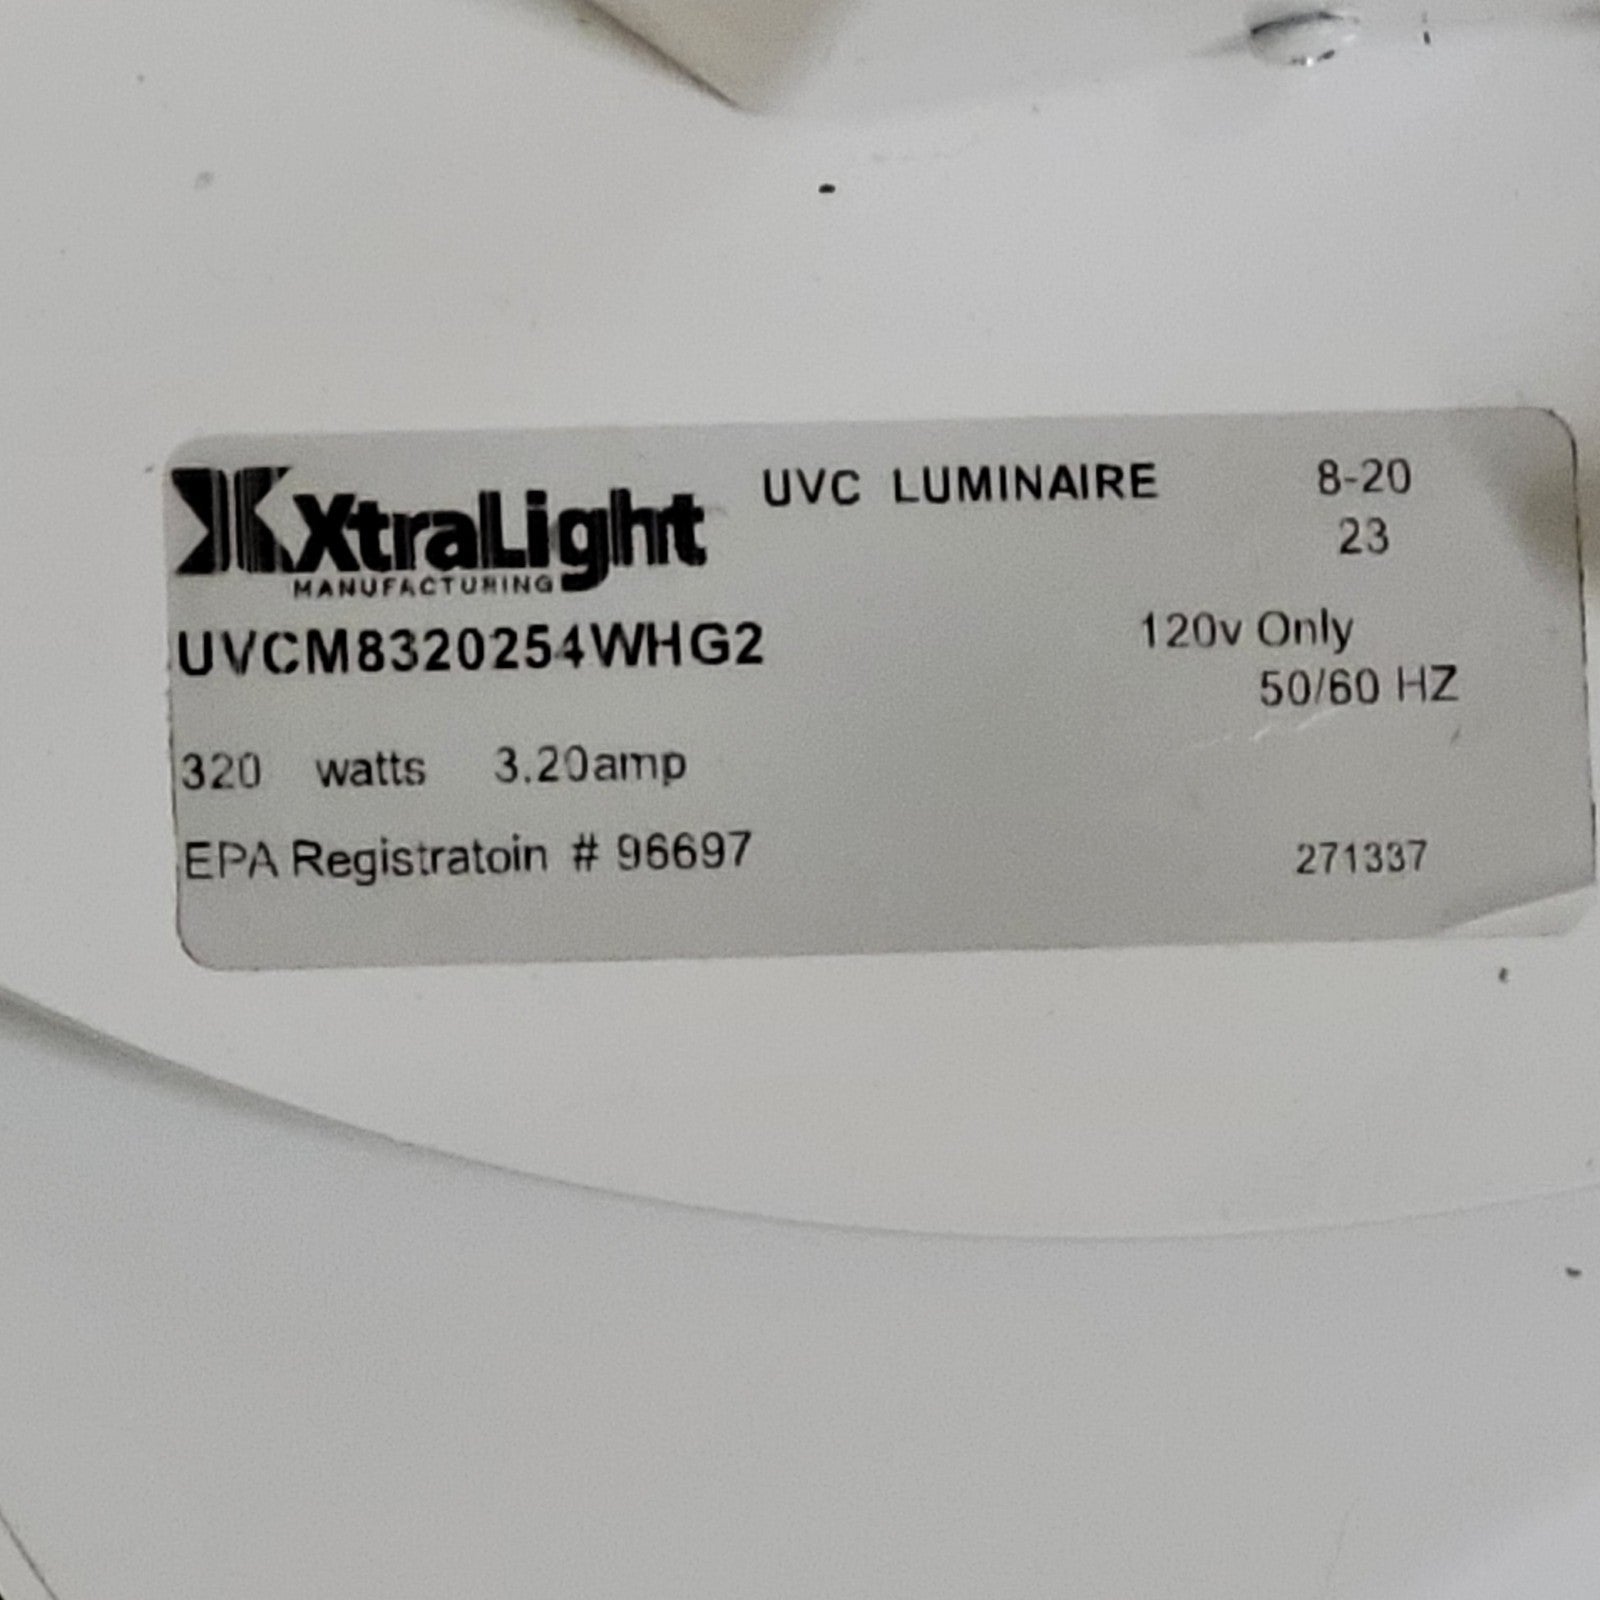 XtraLight UVC LUMINAIRE 8-20
MANUFACTURING 23
UVCM8320254WHG2 120v Only
50/60 HZ
320 watts 3.20amp
EPA Registratoin # 96697 271337